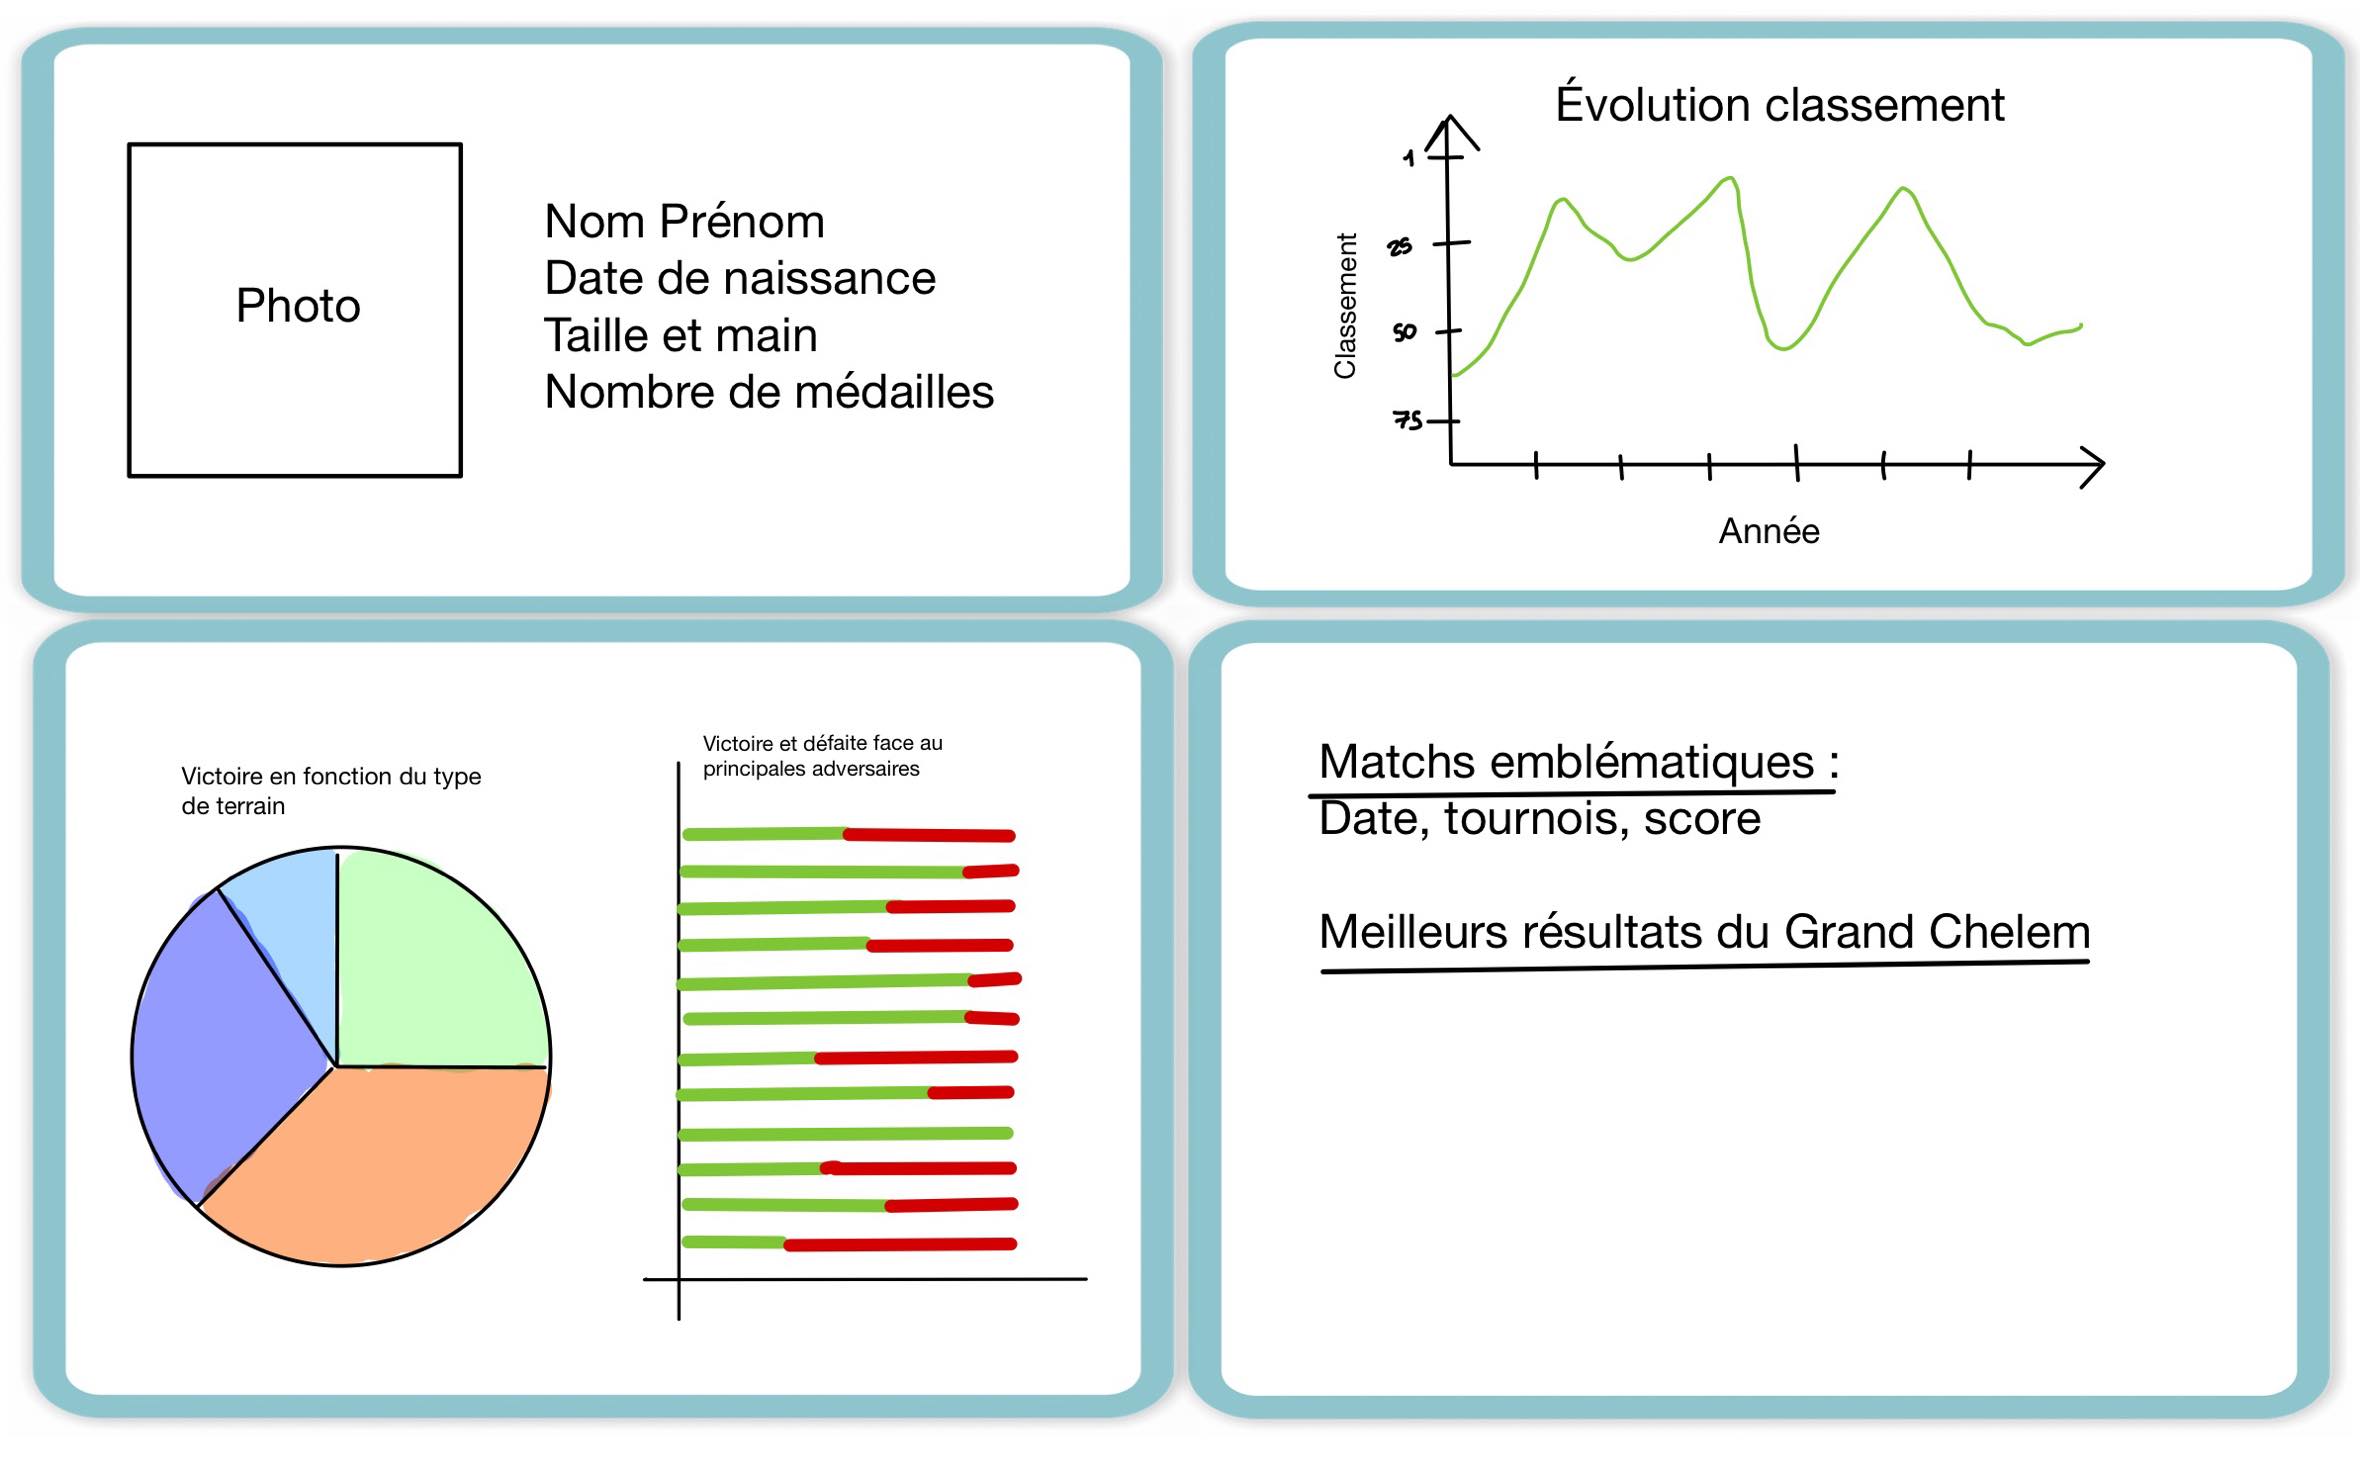 Photo
Nom Prénom
Date de naissance
Taille et main
Nombre de médailles
Évolution classement
Classement
1
25
50
75
Année
Victoire en fonction du type
de terrain
Victoire et défaite face au
principales adversaires
Matchs emblématiques :
Date, tournois, score
Meilleurs résultats du Grand Chelem